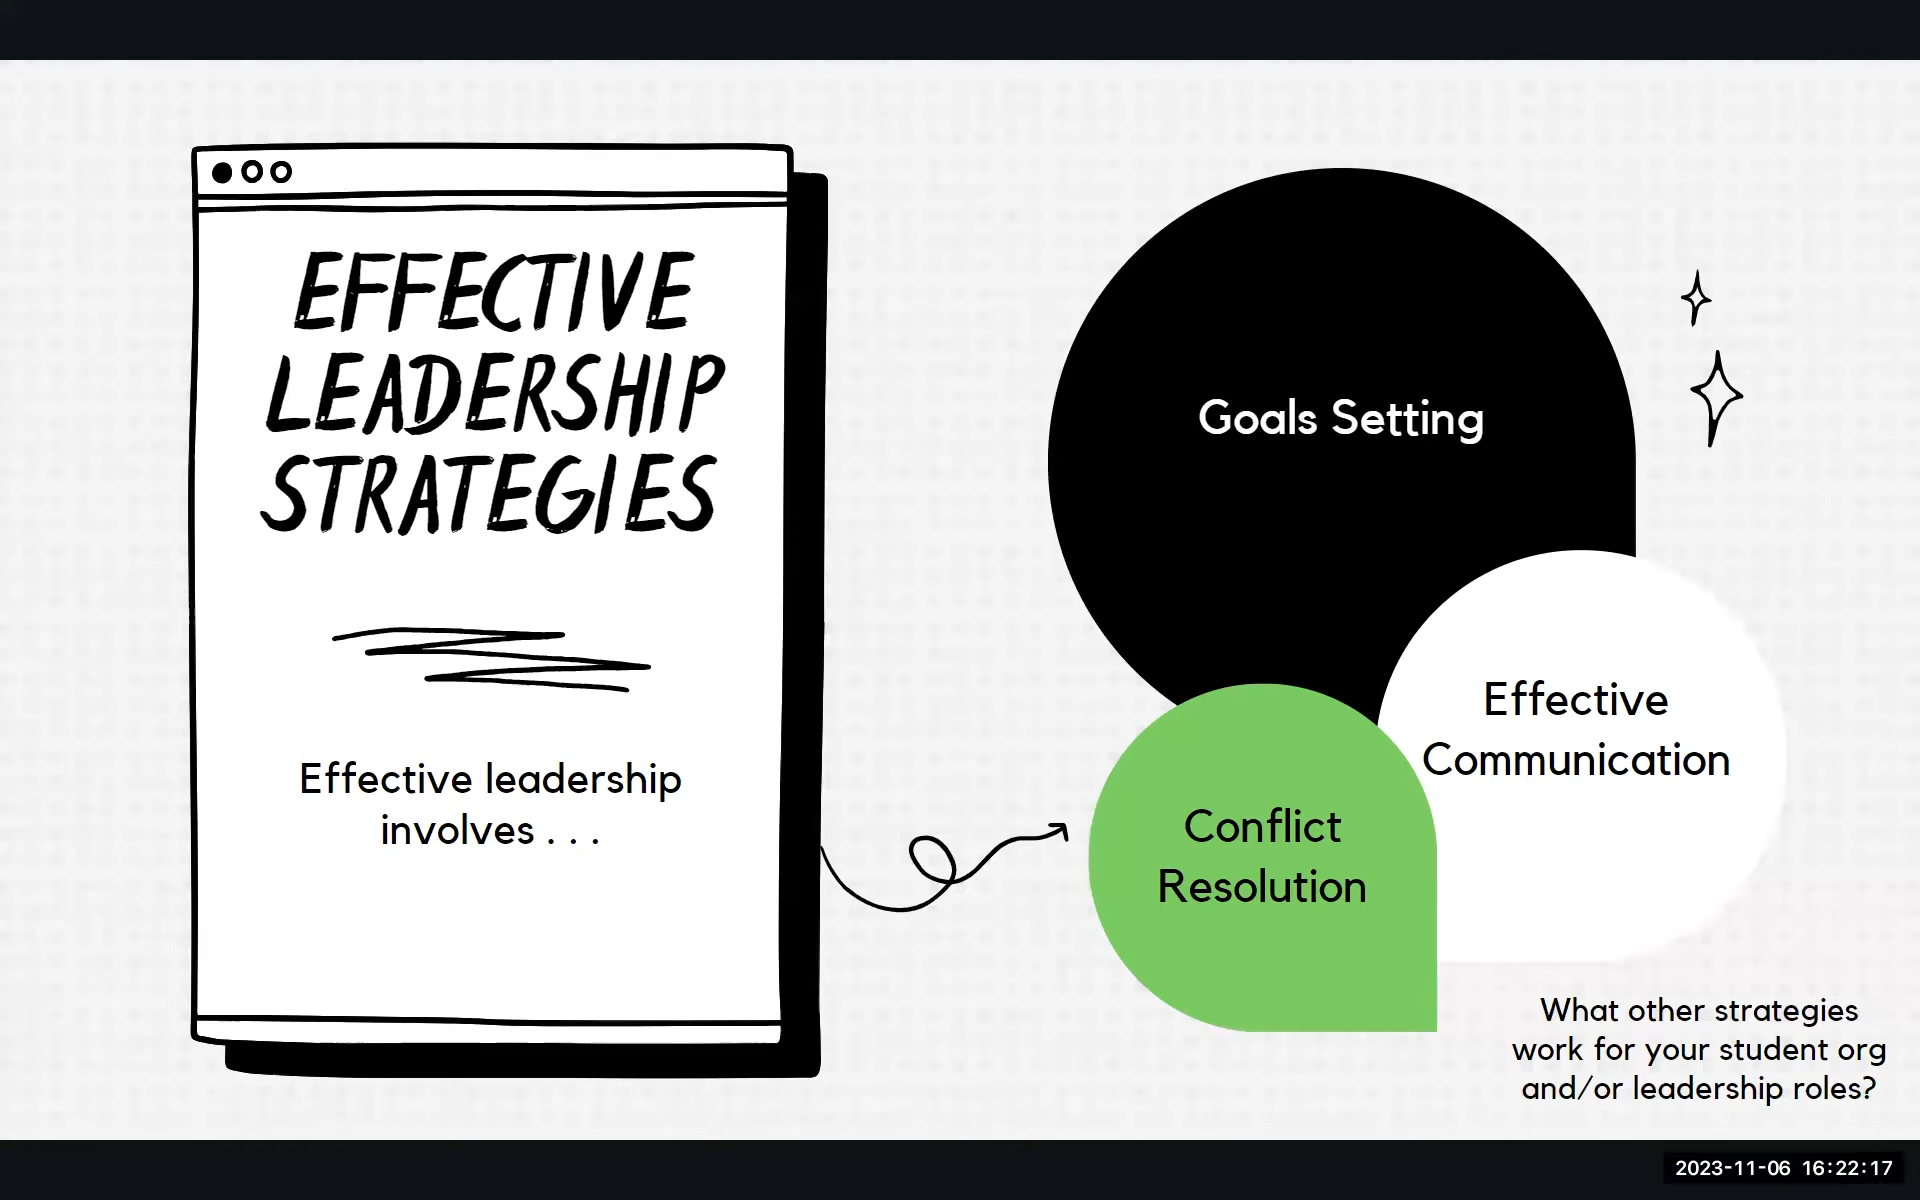 EFFECTIVE
LEADERSHIP
STRATEGIES
Effective leadership
involves . . .
Goals Setting
Effective
Communication
Conflict
Resolution
What other strategies
work for your student org
and/or leadership roles?
2023-11-06 16:22:17